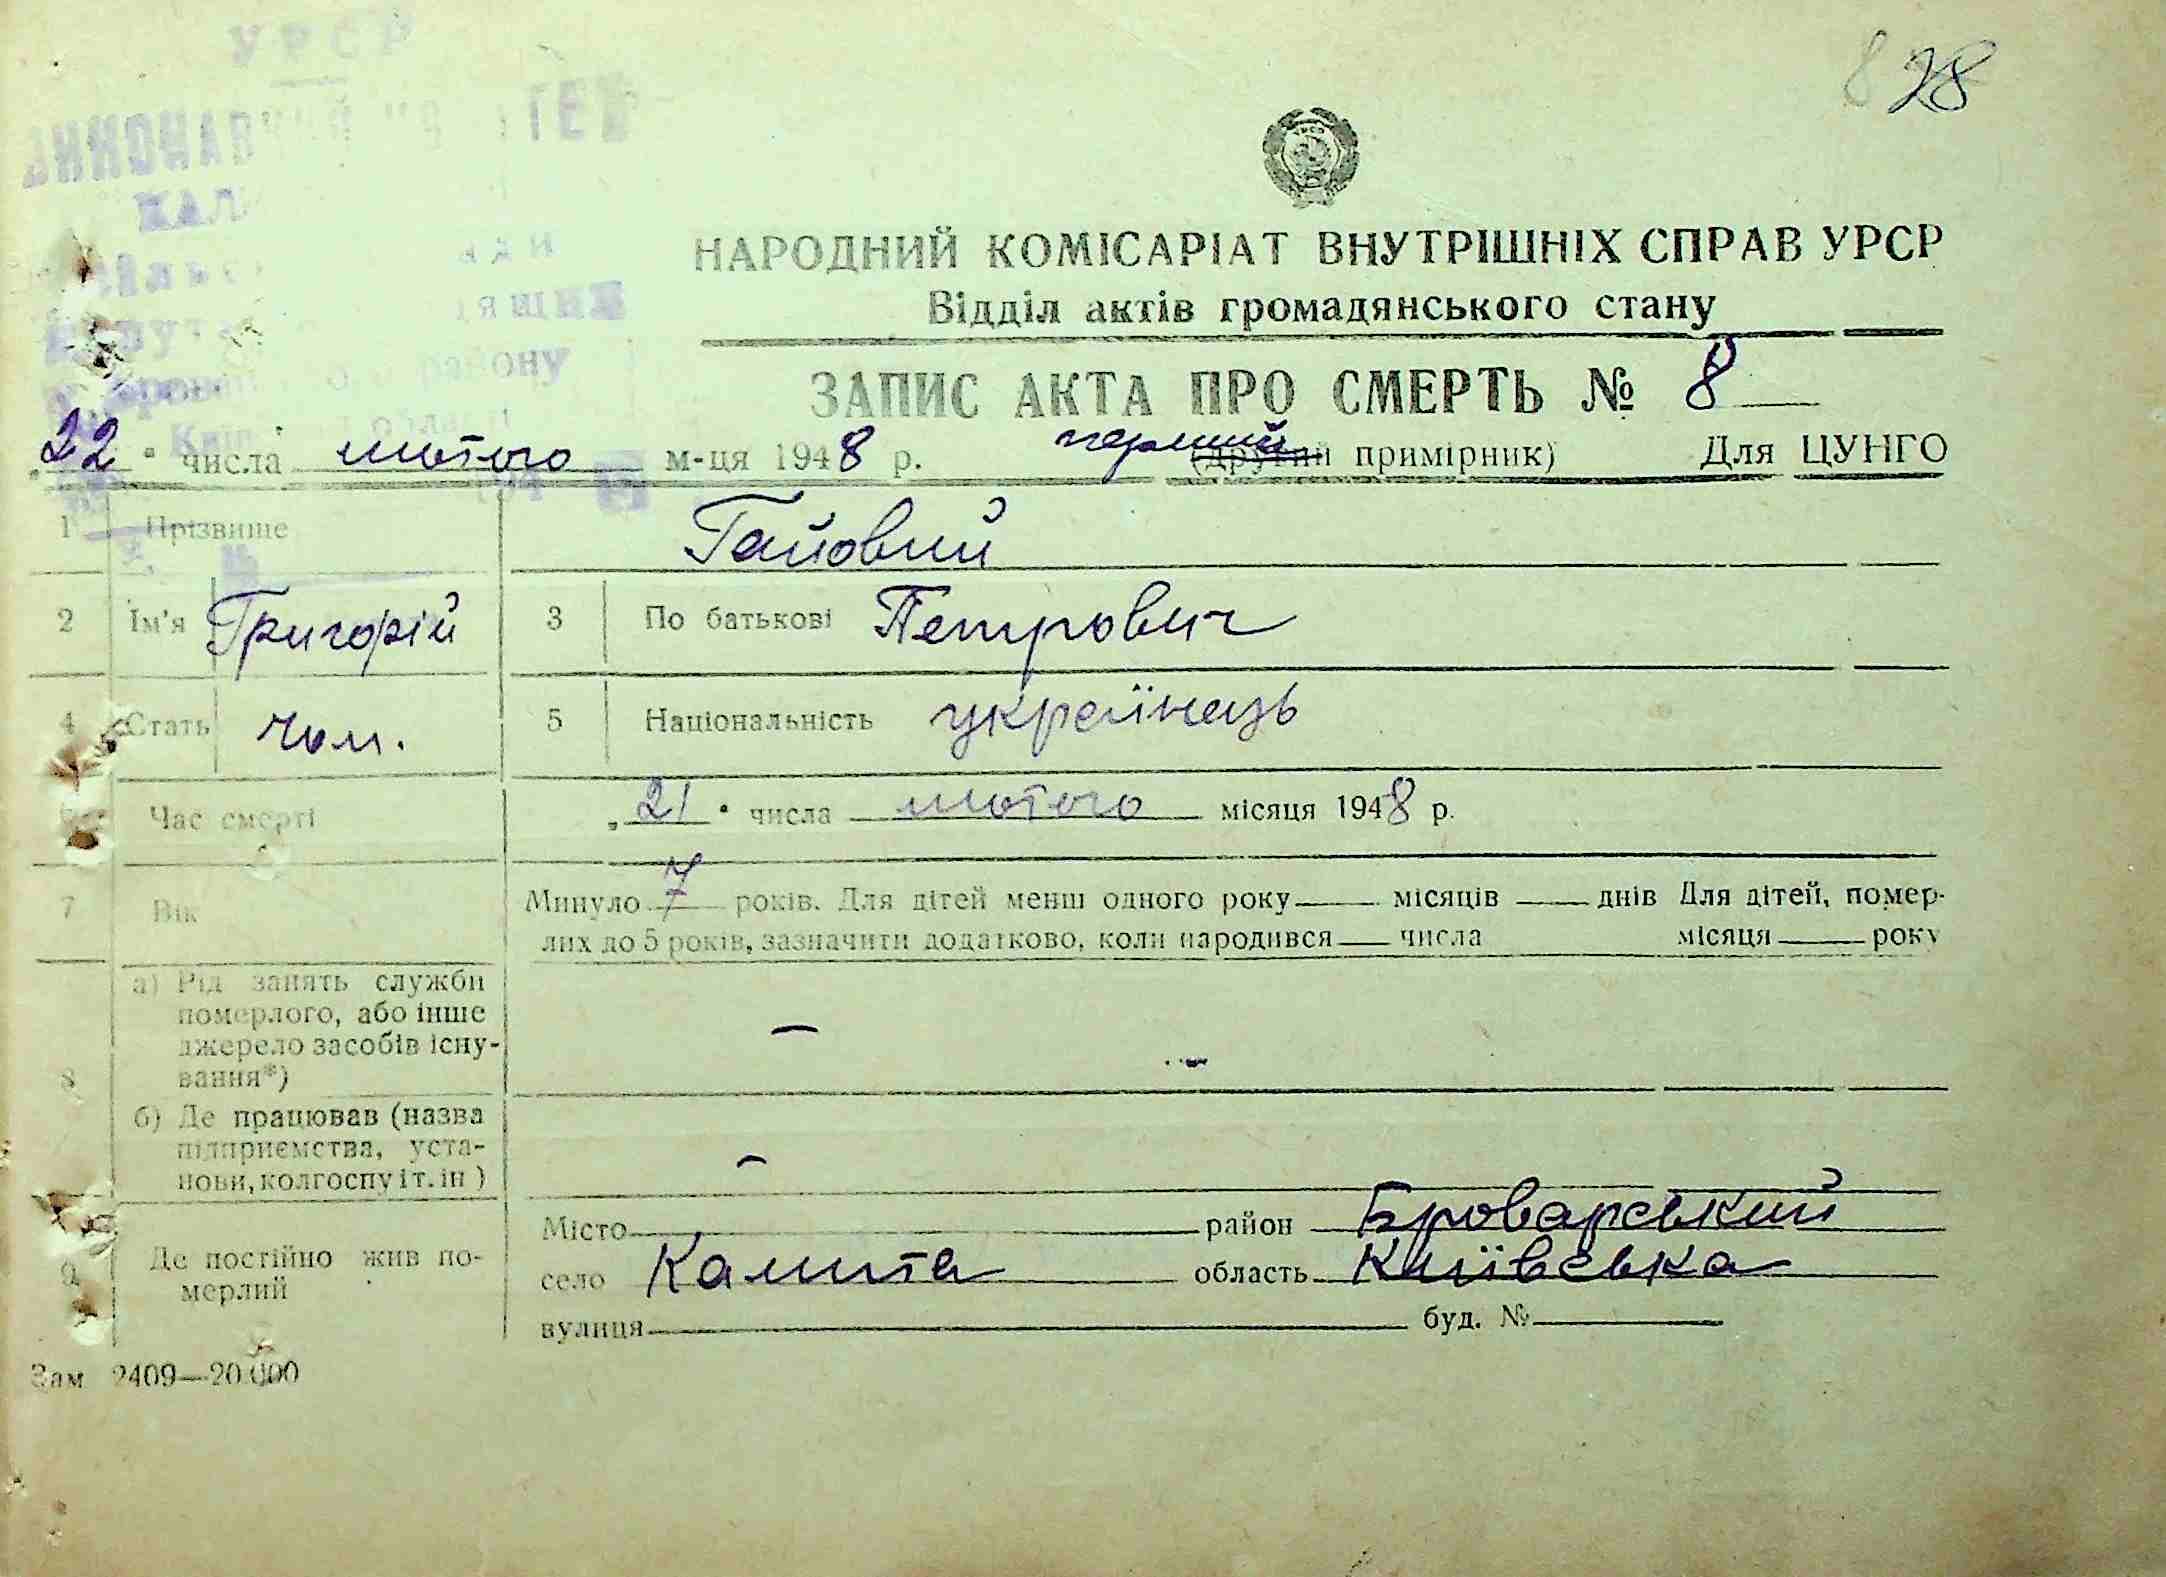 УРСР
8 28
НАРОДНИЙ КОМІСАРІАТ ВНУТРІШНІХ СПРАВ УРСР
Відділ актів громадянського стану
ЗАПИС АКТА ПРО СМЕРТЬ № 8
„22" числа лютого м-ця 1948 р. перший (другий примірник) Для ЦУНГО
1 Прізвище Гайовий
2 Ім'я Григорій 3 По батькові Петрович
4 Стать чол. 5 Національність українець
Час смерті „21" числа лютого місяця 1948 р.
7 Вік Минуло 7 років. Для дітей менш одного року — місяців — днів Для дітей, помер-
лих до 5 років, зазначити додатково, коли народився — числа місяця — року
8 а) Рід занять служби
померлого, або інше
джерело засобів існу-
вання*) —
б) Де працював (назва
підприємства, уста-
нови, колгоспу і т. ін) —
9 Де постійно жив по-
мерлий
Місто район Броварський
село Калита область Київська
вулиця буд. №
Зам 2409—20.000